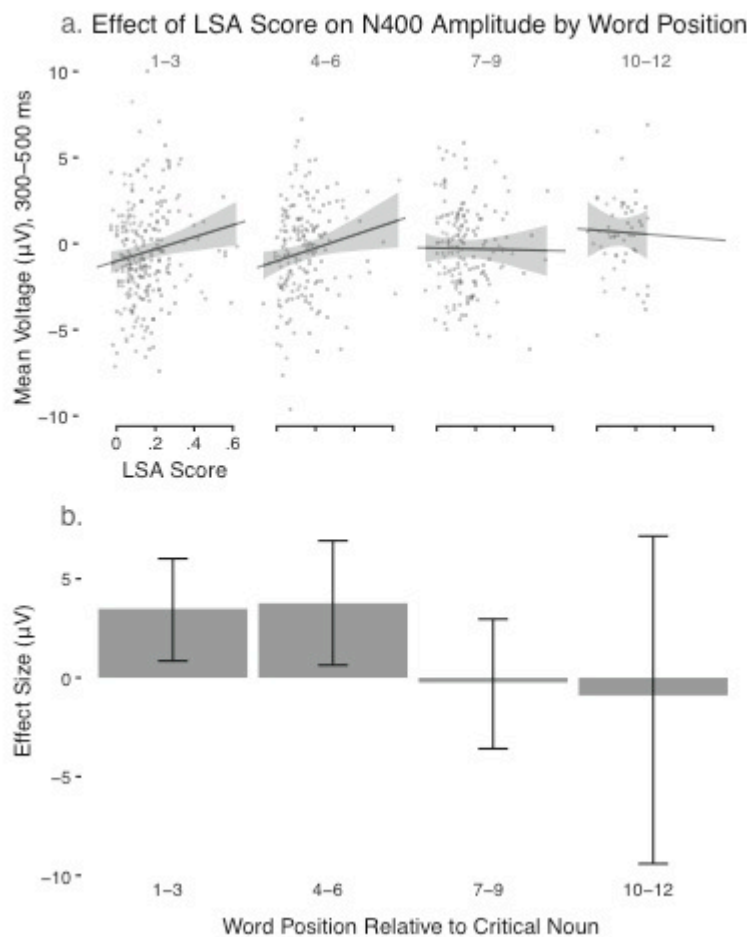 a. Effect of LSA Score on N400 Amplitude by Word Position
1–3 4–6 7–9 10–12
Mean Voltage (µV), 300–500 ms
10
5
0
−5
−10
0 .2 .4 .6
LSA Score
b.
Effect Size (µV)
5
0
−5
−10
1–3 4–6 7–9 10–12
Word Position Relative to Critical Noun